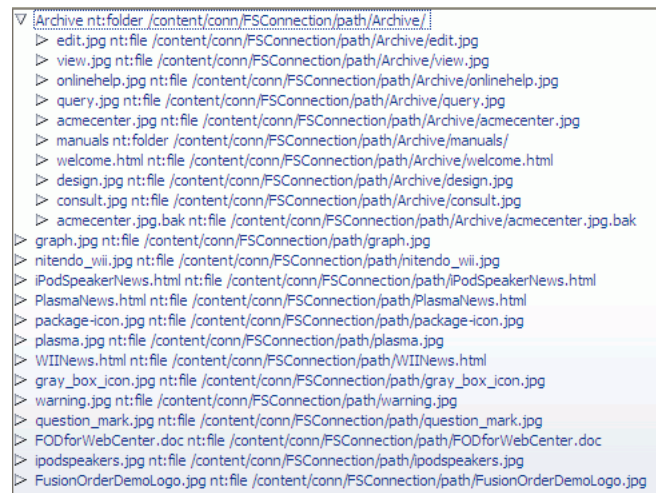 Archive nt:folder /content/conn/FSConnection/path/Archive/
edit.jpg nt:file /content/conn/FSConnection/path/Archive/edit.jpg
view.jpg nt:file /content/conn/FSConnection/path/Archive/view.jpg
onlinehelp.jpg nt:file /content/conn/FSConnection/path/Archive/onlinehelp.jpg
query.jpg nt:file /content/conn/FSConnection/path/Archive/query.jpg
acmecenter.jpg nt:file /content/conn/FSConnection/path/Archive/acmecenter.jpg
manuals nt:folder /content/conn/FSConnection/path/Archive/manuals/
welcome.html nt:file /content/conn/FSConnection/path/Archive/welcome.html
design.jpg nt:file /content/conn/FSConnection/path/Archive/design.jpg
consult.jpg nt:file /content/conn/FSConnection/path/Archive/consult.jpg
acmecenter.jpg.bak nt:file /content/conn/FSConnection/path/Archive/acmecenter.jpg.bak
graph.jpg nt:file /content/conn/FSConnection/path/graph.jpg
nitendo_wii.jpg nt:file /content/conn/FSConnection/path/nitendo_wii.jpg
iPodSpeakerNews.html nt:file /content/conn/FSConnection/path/iPodSpeakerNews.html
PlasmaNews.html nt:file /content/conn/FSConnection/path/PlasmaNews.html
package-icon.jpg nt:file /content/conn/FSConnection/path/package-icon.jpg
plasma.jpg nt:file /content/conn/FSConnection/path/plasma.jpg
WIINews.html nt:file /content/conn/FSConnection/path/WIINews.html
gray_box_icon.jpg nt:file /content/conn/FSConnection/path/gray_box_icon.jpg
warning.jpg nt:file /content/conn/FSConnection/path/warning.jpg
question_mark.jpg nt:file /content/conn/FSConnection/path/question_mark.jpg
FODforWebCenter.doc nt:file /content/conn/FSConnection/path/FODforWebCenter.doc
ipodspeakers.jpg nt:file /content/conn/FSConnection/path/ipodspeakers.jpg
FusionOrderDemoLogo.jpg nt:file /content/conn/FSConnection/path/FusionOrderDemoLogo.jpg